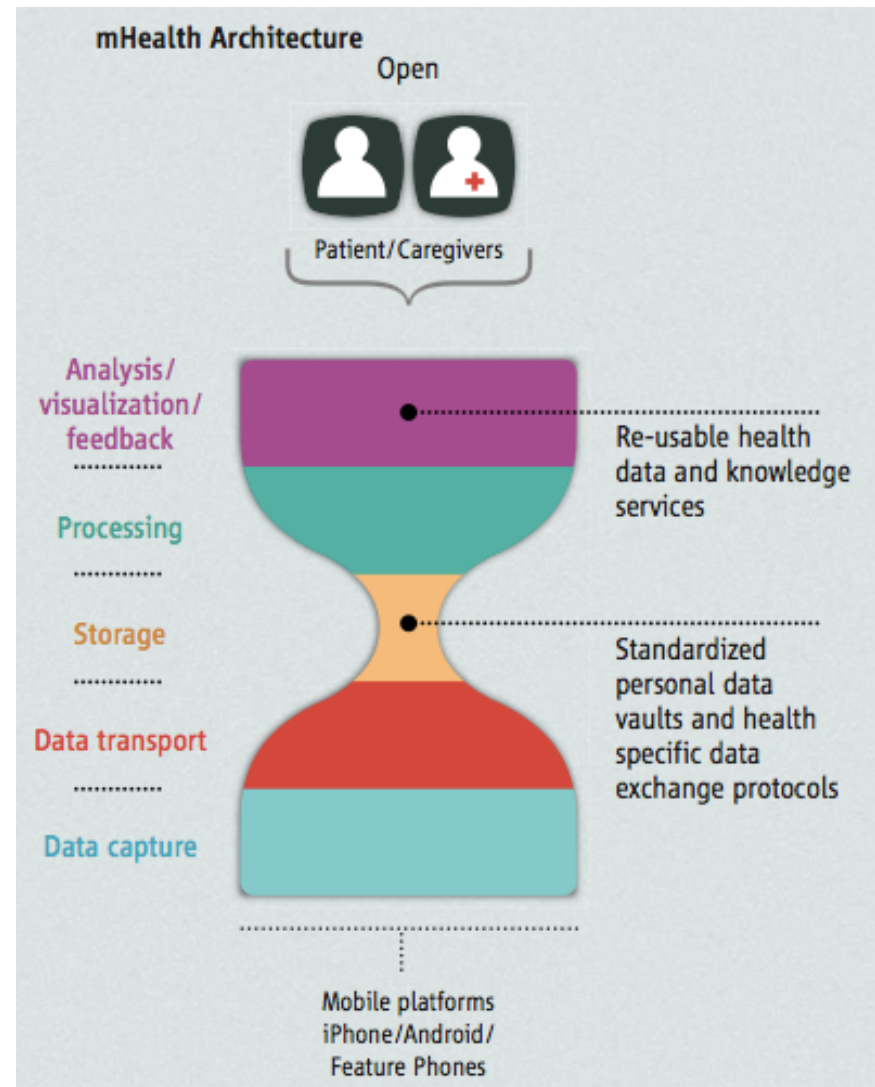 mHealth Architecture
Open
Patient/Caregivers
Analysis/
visualization/
feedback
Re-usable health
data and knowledge
services
Processing
Storage
Standardized
personal data
vaults and health
specific data
exchange protocols
Data transport
Data capture
Mobile platforms
iPhone/Android/
Feature Phones